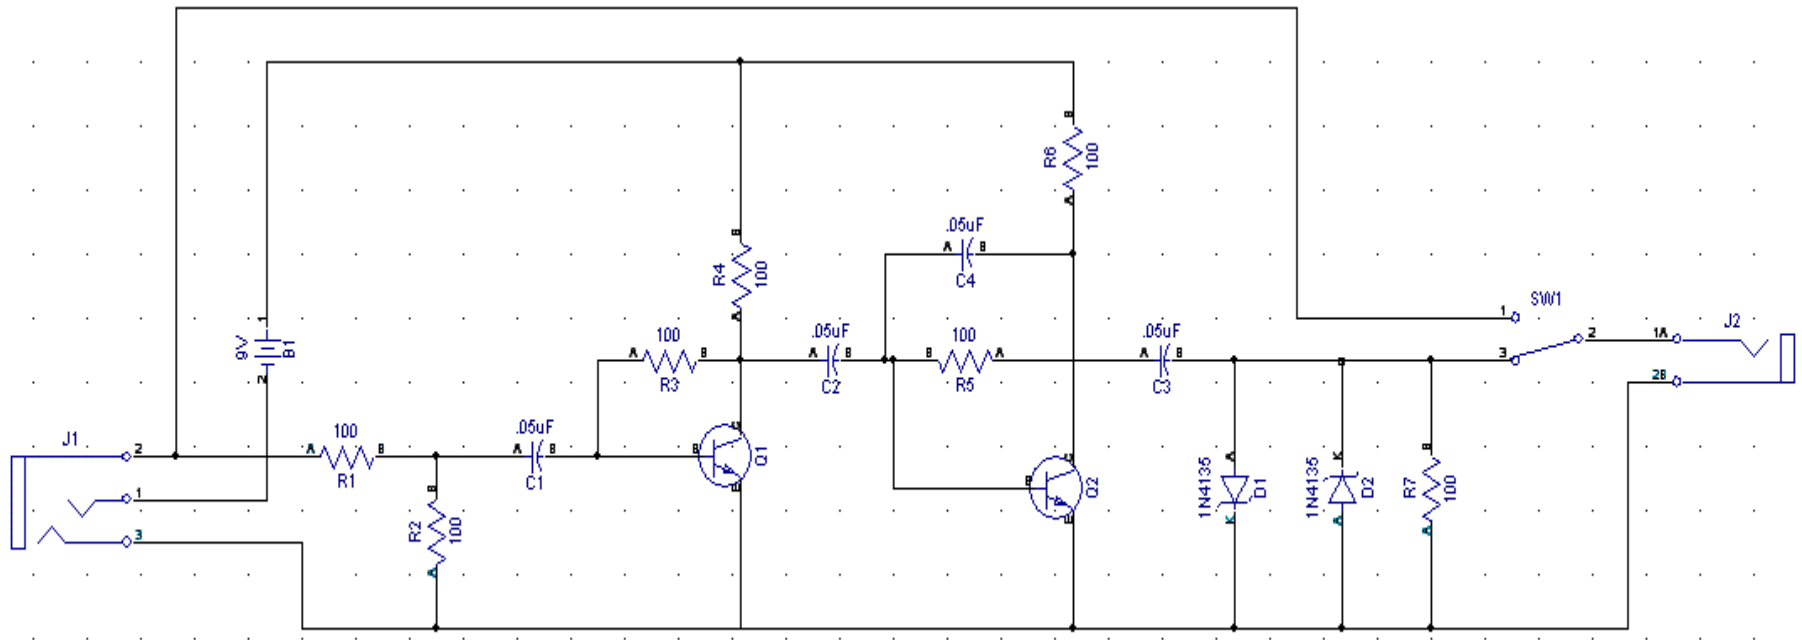 B
R6
100
A
.05uF
A B
C4
B
R4
100
A
SW1
1
2
3
1A
J2
2B
1
9V
B1
2
100
A B
R3
.05uF
A B
C2
100
B A
R5
.05uF
A B
C3
J1
2
1
3
100
A B
R1
.05uF
A B
C1
B
R2
100
A
C
B
Q1
E
C
B
Q2
E
A
1N4135
D1
K
K
1N4135
D2
A
B
R7
100
A